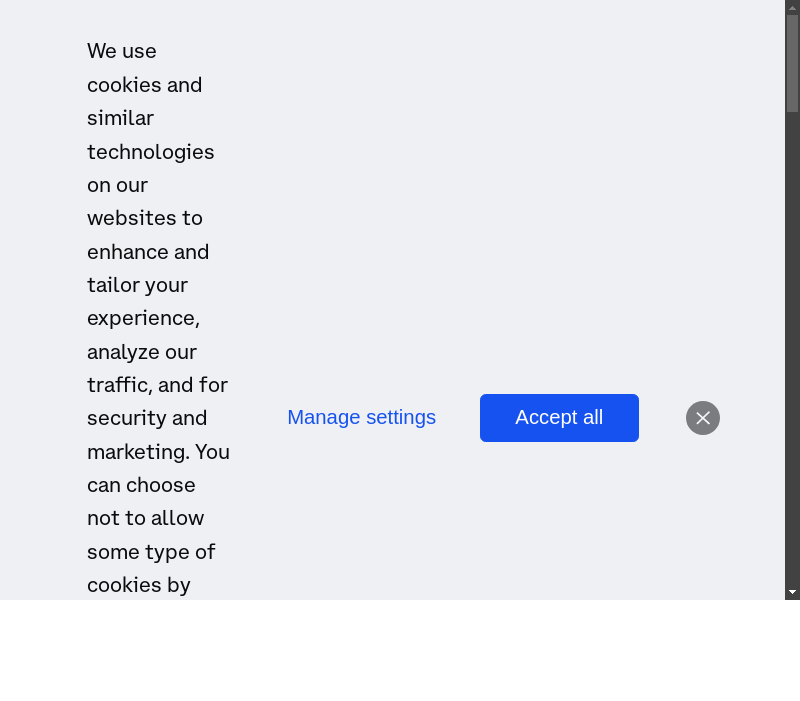 We use
cookies and
similar
technologies
on our
websites to
enhance and
tailor your
experience,
analyze our
traffic, and for
security and
marketing. You
can choose
not to allow
some type of
cookies by
Manage settings
Accept all